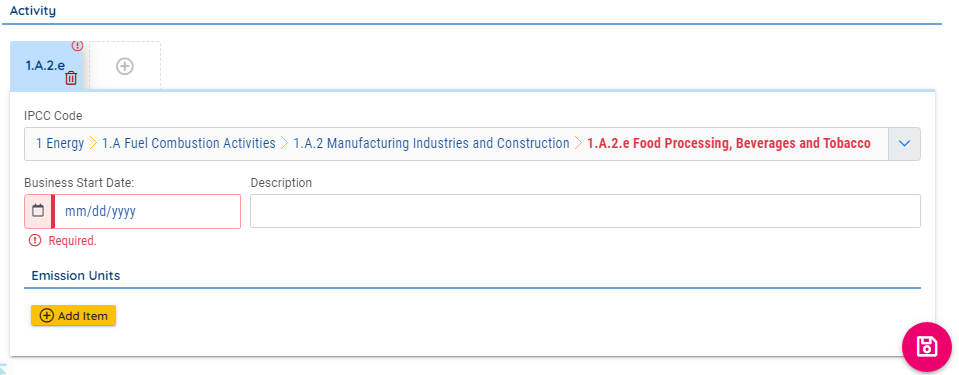 Activity
1.A.2.e
IPCC Code
1 Energy 1.A Fuel Combustion Activities 1.A.2 Manufacturing Industries and Construction 1.A.2.e Food Processing, Beverages and Tobacco
Business Start Date: Description
mm/dd/yyyy
Required.
Emission Units
Add Item